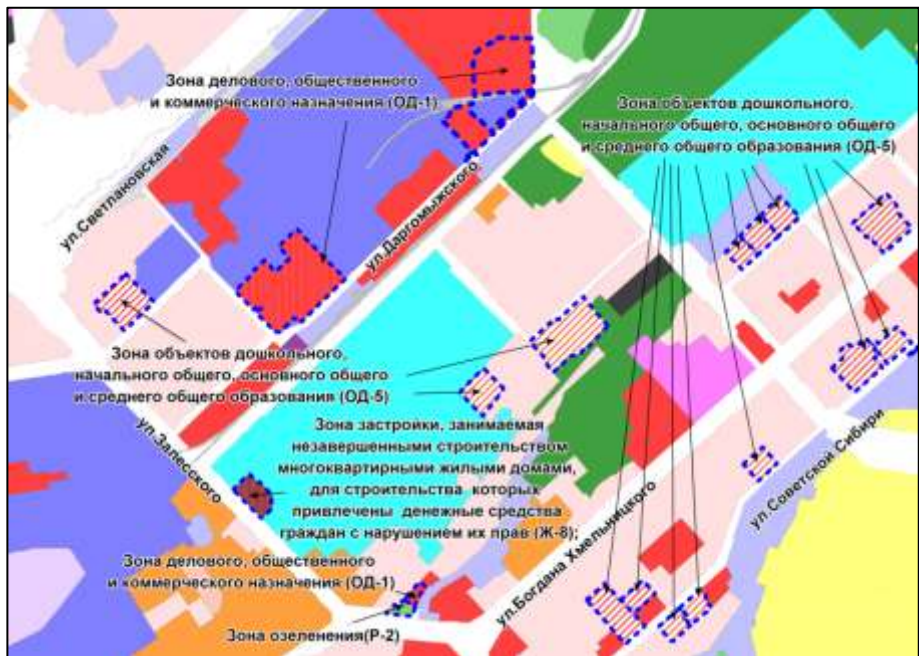 Зона делового, общественного
и коммерческого назначения (ОД-1)
Зона объектов дошкольного,
начального общего, основного общего
и среднего общего образования (ОД-5)
ул.Светлановская
ул.Даргомыжского
Зона объектов дошкольного,
начального общего, основного общего
и среднего общего образования (ОД-5)
Зона застройки, занимаемая
незавершенными строительством
многоквартирными жилыми домами,
для строительства которых
привлечены денежные средства
граждан с нарушением их прав (Ж-8);
ул.Залесского
ул.Советской Сибири
ул.Богдана Хмельницкого
Зона делового, общественного
и коммерческого назначения (ОД-1)
Зона озеленения(Р-2)